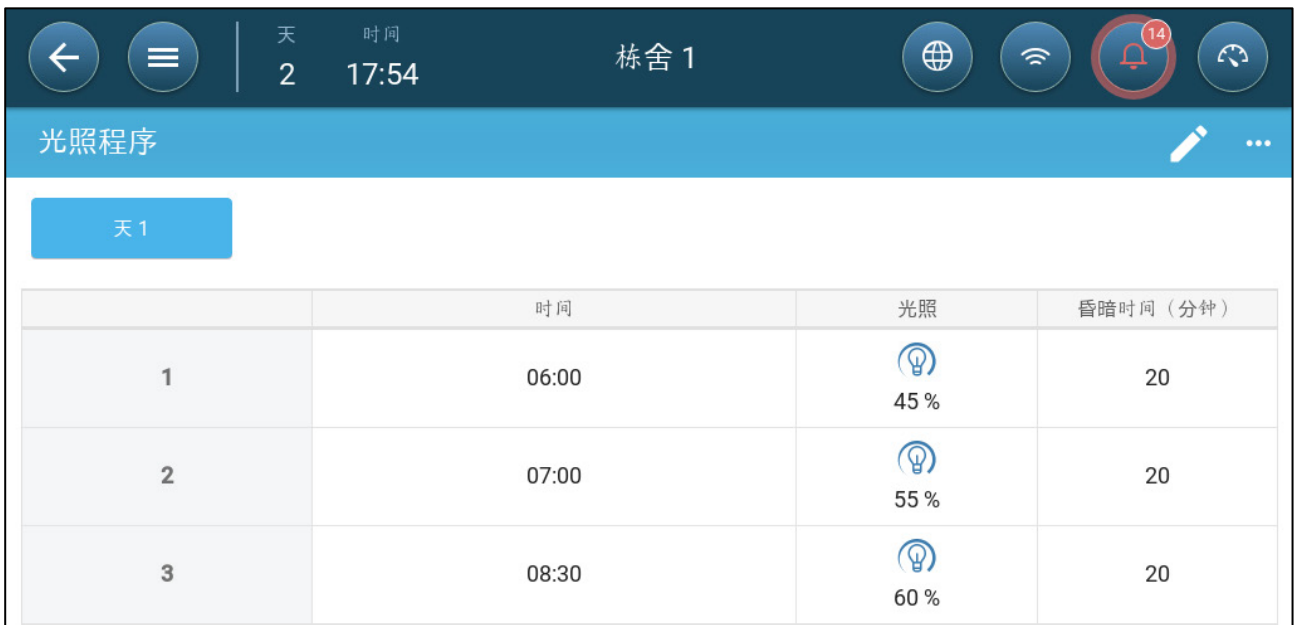 天 时间 14
2 17:54 栋舍 1
光照程序
天 1
时间 光照 昏暗时间（分钟）
1 06:00 45 % 20
2 07:00 55 % 20
3 08:30 60 % 20